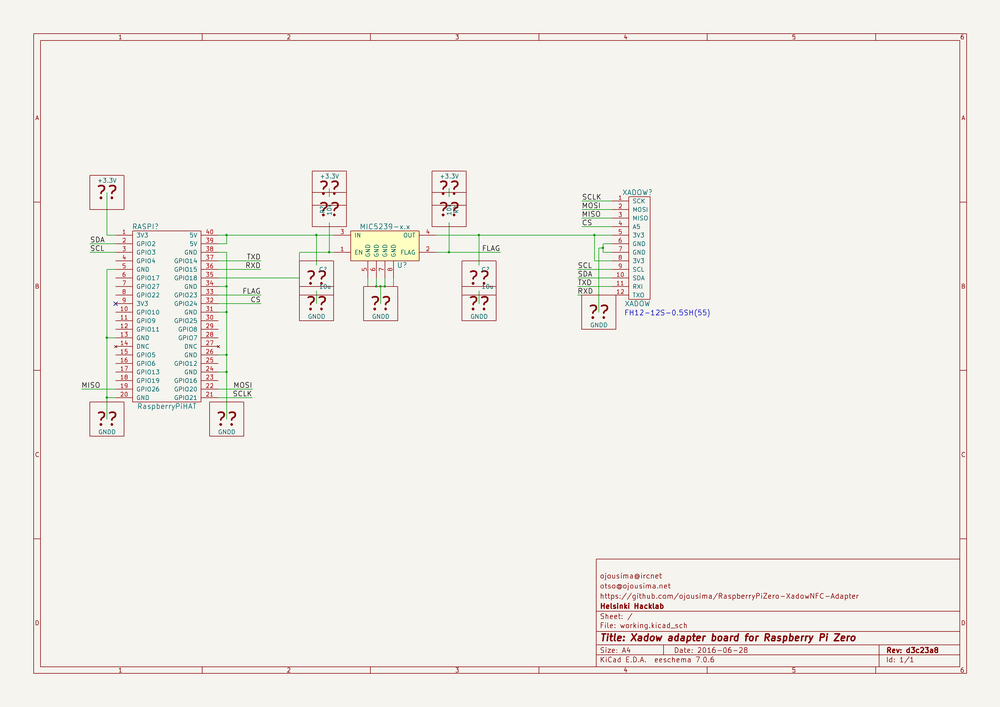 1 2 3 4 5 6
A A
B B
C C
D D
+3.3V
??
+3.3V
??
??
+3.3V
??
??
RASPI?
1 3V3 5V 40
SDA 2 GPIO2 5V 39
SCL 3 GPIO3 GND 38
4 GPIO4 GPIO14 37 TXD
5 GND GPIO15 36 RXD
6 GPIO17 GPIO18 35
7 GPIO27 GND 34
8 GPIO22 GPIO23 33 FLAG
9 3V3 GPIO24 32 CS
10 GPIO10 GND 31
11 GPIO9 GPIO25 30
12 GPIO11 GPIO8 29
13 GND GPIO7 28
14 DNC DNC 27
15 GPIO5 GND 26
16 GPIO6 GPIO12 25
17 GPIO13 GND 24
18 GPIO19 GPIO16 23
MISO 19 GPIO26 GPIO20 22 MOSI
20 GND GPIO21 21 SCLK
RaspberryPiHAT
??
GNDD
??
GNDD
MIC5239-x.x
3 IN OUT 4
1 EN FLAG 2 FLAG
GND GND GND GND
5 6 7 8
U?
??
??
GNDD
??
GNDD
??
??
GNDD
XADOW?
SCLK 1 SCK
MOSI 2 MOSI
MISO 3 MISO
CS 4 A5
5 3V3
6 GND
7 GND
8 3V3
SCL 9 SCL
SDA 10 SDA
TXD 11 RXI
RXD 12 TXO
XADOW
FH12-12S-0.5SH(55)
??
GNDD
ojousima@ircnet
otso@ojousima.net
https://github.com/ojousima/RaspberryPiZero-XadowNFC-Adapter
Helsinki Hacklab
Sheet: /
File: working.kicad_sch
Title: Xadow adapter board for Raspberry Pi Zero
Size: A4 Date: 2016-06-28 Rev: d3c23a8
KiCad E.D.A. eeschema 7.0.6 Id: 1/1
1 2 3 4 5 6